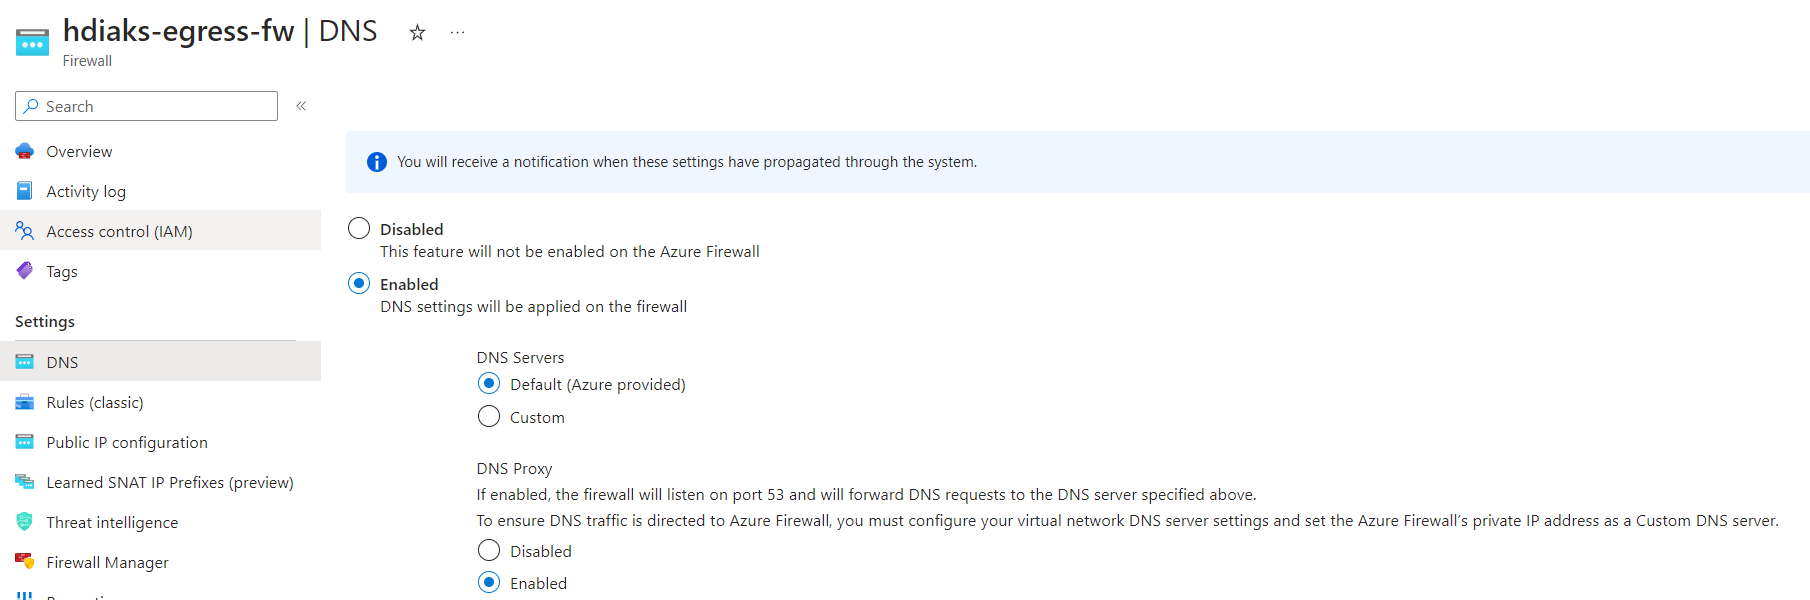 hdiaks-egress-fw | DNS
Firewall
Search
Overview
Activity log
Access control (IAM)
Tags
Settings
DNS
Rules (classic)
Public IP configuration
Learned SNAT IP Prefixes (preview)
Threat intelligence
Firewall Manager
You will receive a notification when these settings have propagated through the system.
Disabled
This feature will not be enabled on the Azure Firewall
Enabled
DNS settings will be applied on the firewall
DNS Servers
Default (Azure provided)
Custom
DNS Proxy
If enabled, the firewall will listen on port 53 and will forward DNS requests to the DNS server specified above.
To ensure DNS traffic is directed to Azure Firewall, you must configure your virtual network DNS server settings and set the Azure Firewall's private IP address as a Custom DNS server.
Disabled
Enabled